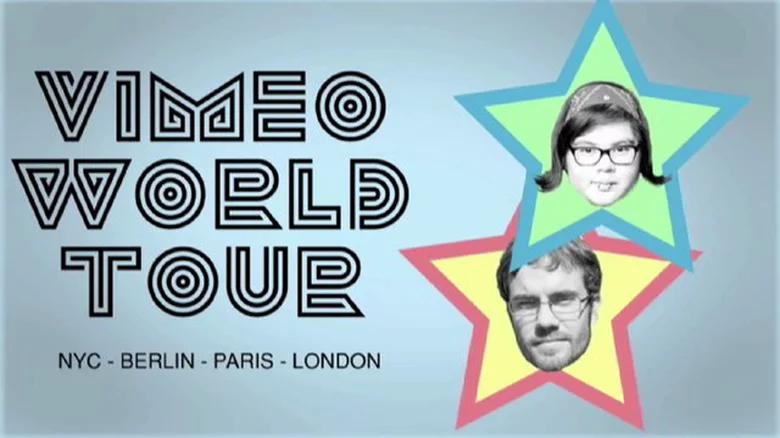 VIMEO
WORLD
TOUR
NYC - BERLIN - PARIS - LONDON